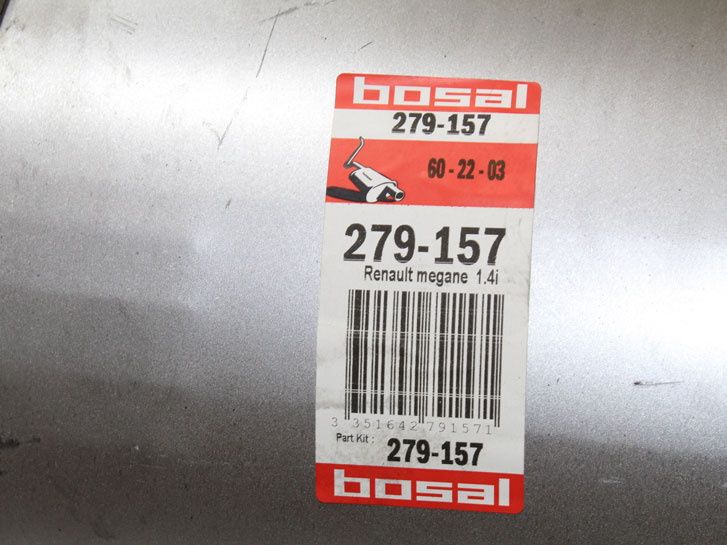 bosal
279-157
60-22-03
279-157
Renault megane 1.4i
3 351642 791571
Part Kit : 279-157
bosal